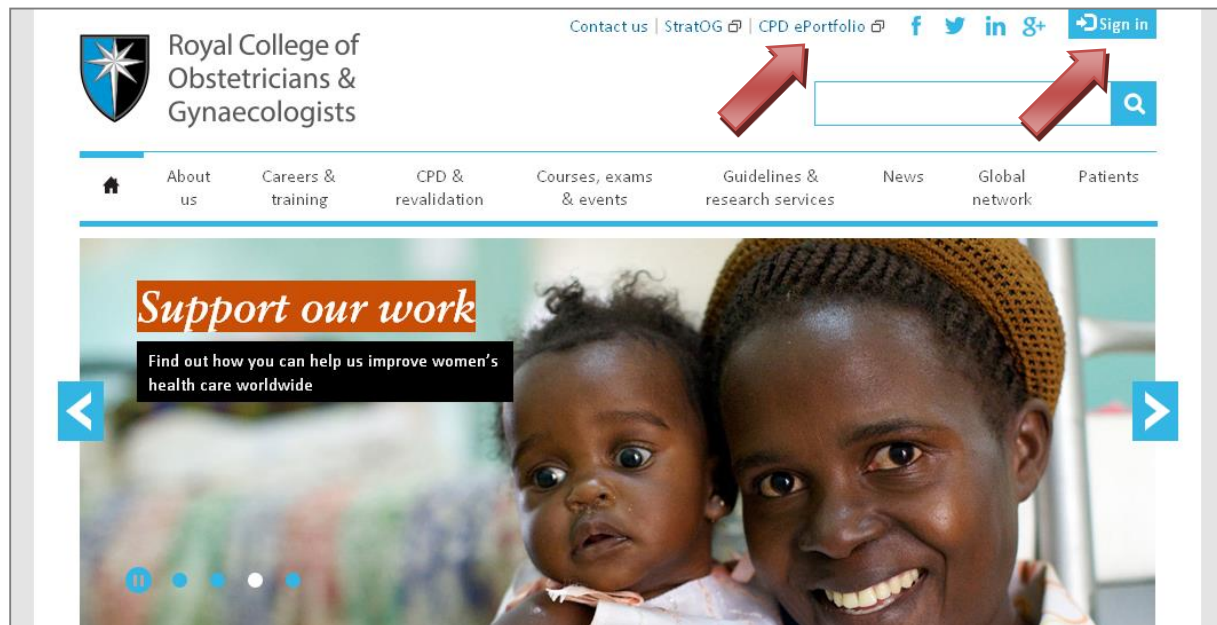 Contact us | StratOG | CPD ePortfolio
Sign in
Royal College of
Obstetricians &
Gynaecologists
About
us
Careers &
training
CPD &
revalidation
Courses, exams
& events
Guidelines &
research services
News
Global
network
Patients
Support our work
Find out how you can help us improve women's
health care worldwide